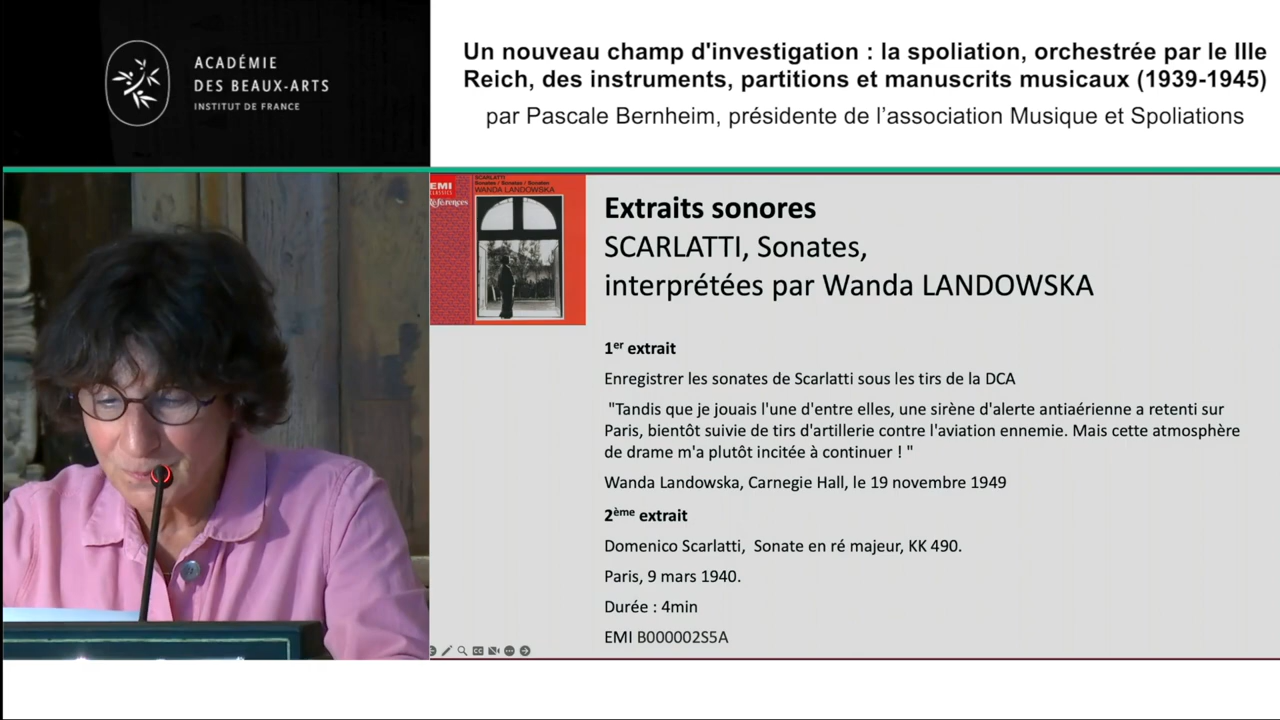 ACADÉMIE
DES BEAUX-ARTS
INSTITUT DE FRANCE
Un nouveau champ d'investigation : la spoliation, orchestrée par le IIIe
Reich, des instruments, partitions et manuscrits musicaux (1939-1945)
par Pascale Bernheim, présidente de l'association Musique et Spoliations
EMI
CLASSICS
Références
SCARLATTI
Sonates / Sonatas / Sonaten
WANDA LANDOWSKA
Extraits sonores
SCARLATTI, Sonates,
interprétées par Wanda LANDOWSKA
1er extrait
Enregistrer les sonates de Scarlatti sous les tirs de la DCA
"Tandis que je jouais l'une d'entre elles, une sirène d'alerte antiaérienne a retenti sur
Paris, bientôt suivie de tirs d'artillerie contre l'aviation ennemie. Mais cette atmosphère
de drame m'a plutôt incitée à continuer ! "
Wanda Landowska, Carnegie Hall, le 19 novembre 1949
2ème extrait
Domenico Scarlatti, Sonate en ré majeur, KK 490.
Paris, 9 mars 1940.
Durée : 4min
EMI B000002S5A